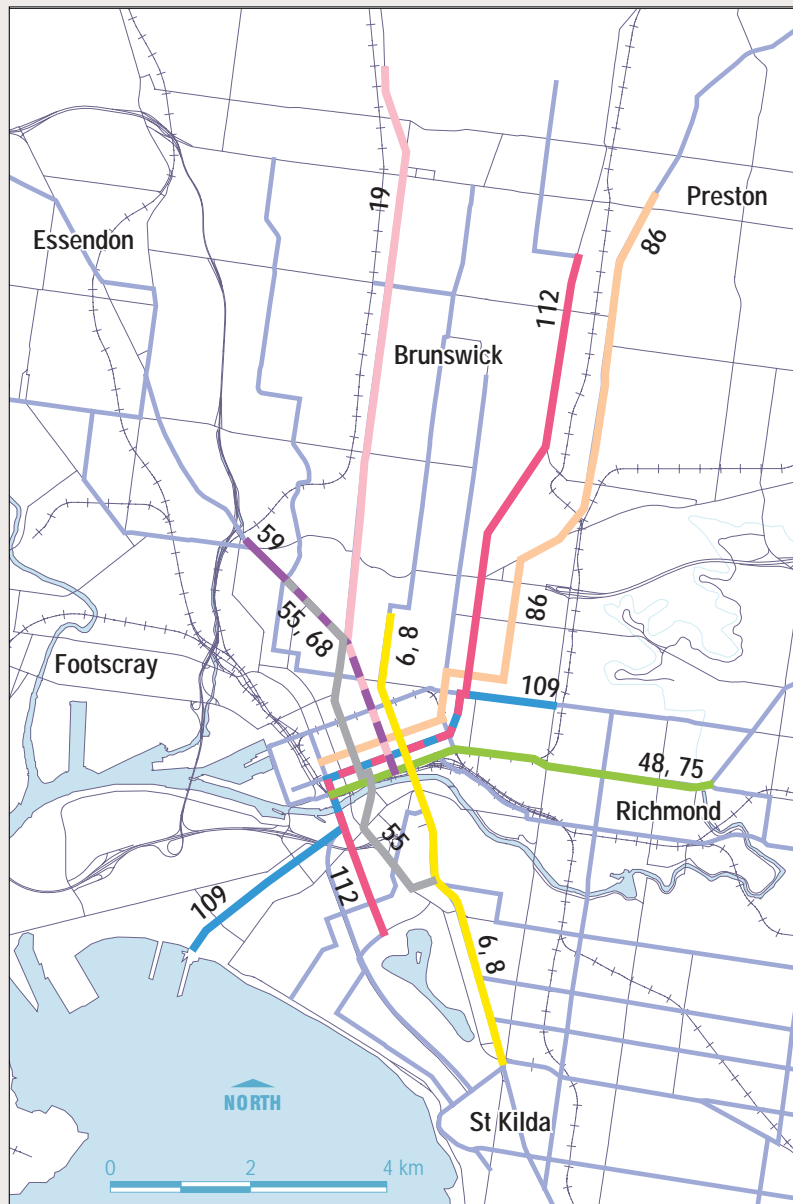 19
Preston
Essendon
86
112
Brunswick
59
55, 68
86
6, 8
Footscray
109
48, 75
Richmond
55
109
112
6, 8
NORTH
St Kilda
0 2 4 km